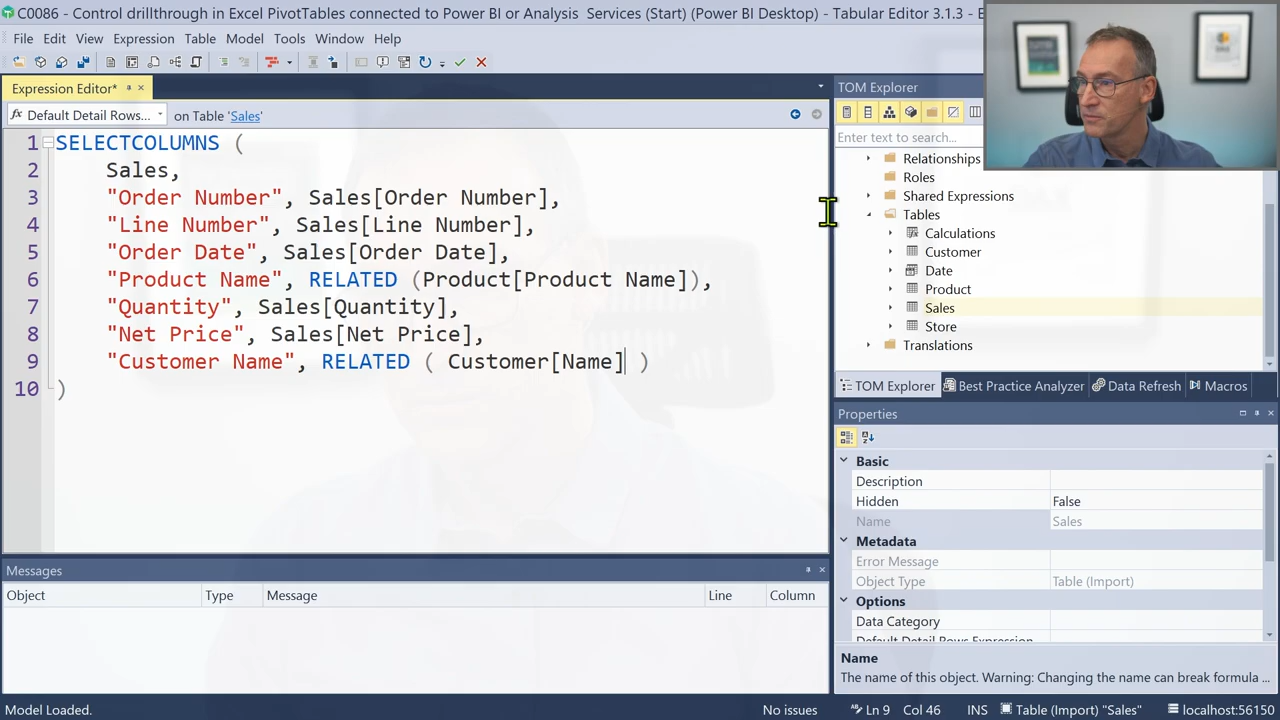 C0086 - Control drillthrough in Excel PivotTables connected to Power BI or Analysis Services (Start) (Power BI Desktop) - Tabular Editor 3.1.3 - E
File Edit View Expression Table Model Tools Window Help
Expression Editor*
Default Detail Rows... on Table 'Sales'
1 SELECTCOLUMNS (
2 Sales,
3 "Order Number", Sales[Order Number],
4 "Line Number", Sales[Line Number],
5 "Order Date", Sales[Order Date],
6 "Product Name", RELATED (Product[Product Name]),
7 "Quantity", Sales[Quantity],
8 "Net Price", Sales[Net Price],
9 "Customer Name", RELATED ( Customer[Name] )
10 )
Messages
Object Type Message Line Column
TOM Explorer
Enter text to search...
Relationships
Roles
Shared Expressions
Tables
Calculations
Customer
Date
Product
Sales
Store
Translations
TOM Explorer Best Practice Analyzer Data Refresh Macros
Properties
Basic
Description
Hidden False
Name Sales
Metadata
Error Message
Object Type Table (Import)
Options
Data Category
Default Detail Rows Expression
Name
The name of this object. Warning: Changing the name can break formula ...
Model Loaded. No issues Ln 9 Col 46 INS Table (Import) "Sales" localhost:56150